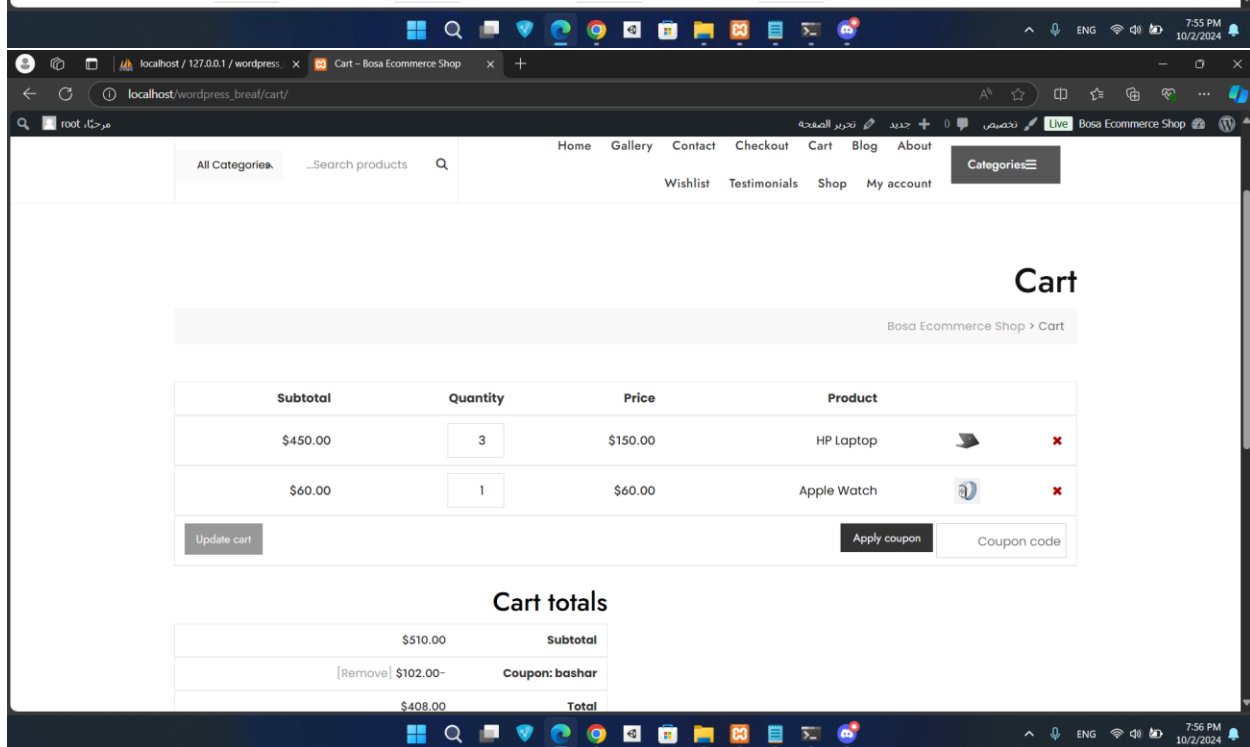 7:55 PM
ENG
10/2/2024
localhost / 127.0.0.1 / wordpress_
Cart – Bosa Ecommerce Shop
localhost/wordpress_breaf/cart/
مرحبًا، root
تحرير الصفحة
جديد
0
تخصيص
Live
Bosa Ecommerce Shop
All Categories
...Search products
Home Gallery Contact Checkout Cart Blog About
Wishlist Testimonials Shop My account
Categories
Cart
Bosa Ecommerce Shop > Cart
Subtotal Quantity Price Product
$450.00 3 $150.00 HP Laptop
$60.00 1 $60.00 Apple Watch
Update cart Apply coupon Coupon code
Cart totals
$510.00 Subtotal
[Remove] $102.00- Coupon: bashar
$408.00 Total
7:56 PM
ENG
10/2/2024